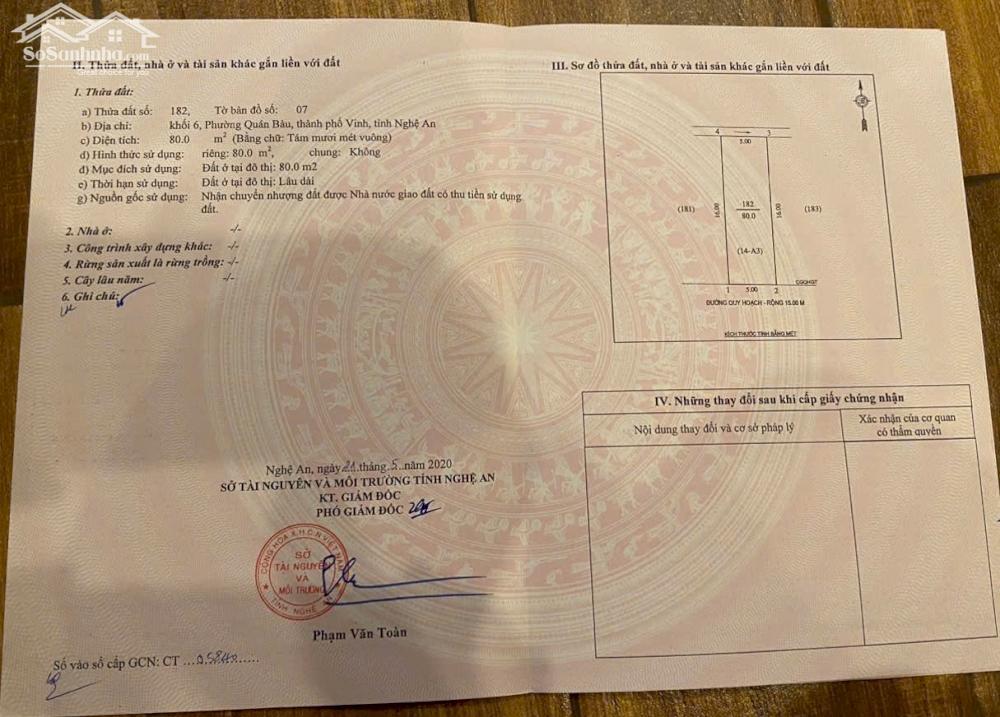 SoSanhnha.com
Great choice for you
II. Thửa đất, nhà ở và tài sản khác gắn liền với đất
1. Thửa đất:
a) Thửa đất số: 182, Tờ bản đồ số: 07
b) Địa chỉ: khối 6, Phường Quán Bàu, thành phố Vinh, tỉnh Nghệ An
c) Diện tích: 80.0 m² (Bằng chữ: Tám mươi mét vuông)
d) Hình thức sử dụng: riêng: 80.0 m², chung: Không
đ) Mục đích sử dụng: Đất ở tại đô thị: 80.0 m2
e) Thời hạn sử dụng: Đất ở tại đô thị: Lâu dài
g) Nguồn gốc sử dụng: Nhận chuyển nhượng đất được Nhà nước giao đất có thu tiền sử dụng
đất.
2. Nhà ở: -/-
3. Công trình xây dựng khác: -/-
4. Rừng sản xuất là rừng trồng: -/-
5. Cây lâu năm: -/-
6. Ghi chú:
Nghệ An, ngày 21 tháng 5 năm 2020
SỞ TÀI NGUYÊN VÀ MÔI TRƯỜNG TỈNH NGHỆ AN
KT. GIÁM ĐỐC
PHÓ GIÁM ĐỐC
CỘNG HÒA X.H.C.N VIỆT NAM
SỞ
TÀI NGUYÊN
VÀ
MÔI TRƯỜNG
TỈNH NGHỆ AN
Phạm Văn Toàn
Số vào sổ cấp GCN: CT ...05840......
III. Sơ đồ thửa đất, nhà ở và tài sản khác gắn liền với đất
4 3
5.00
(181) 16.00 182 16.00 (183)
80.0
(14-A3)
1 5.00 2 CGQHGT
ĐƯỜNG QUY HOẠCH - RỘNG 15.00 M
KÍCH THƯỚC TÍNH BẰNG MÉT
IV. Những thay đổi sau khi cấp giấy chứng nhận
Nội dung thay đổi và cơ sở pháp lý
Xác nhận của cơ quan
có thẩm quyền